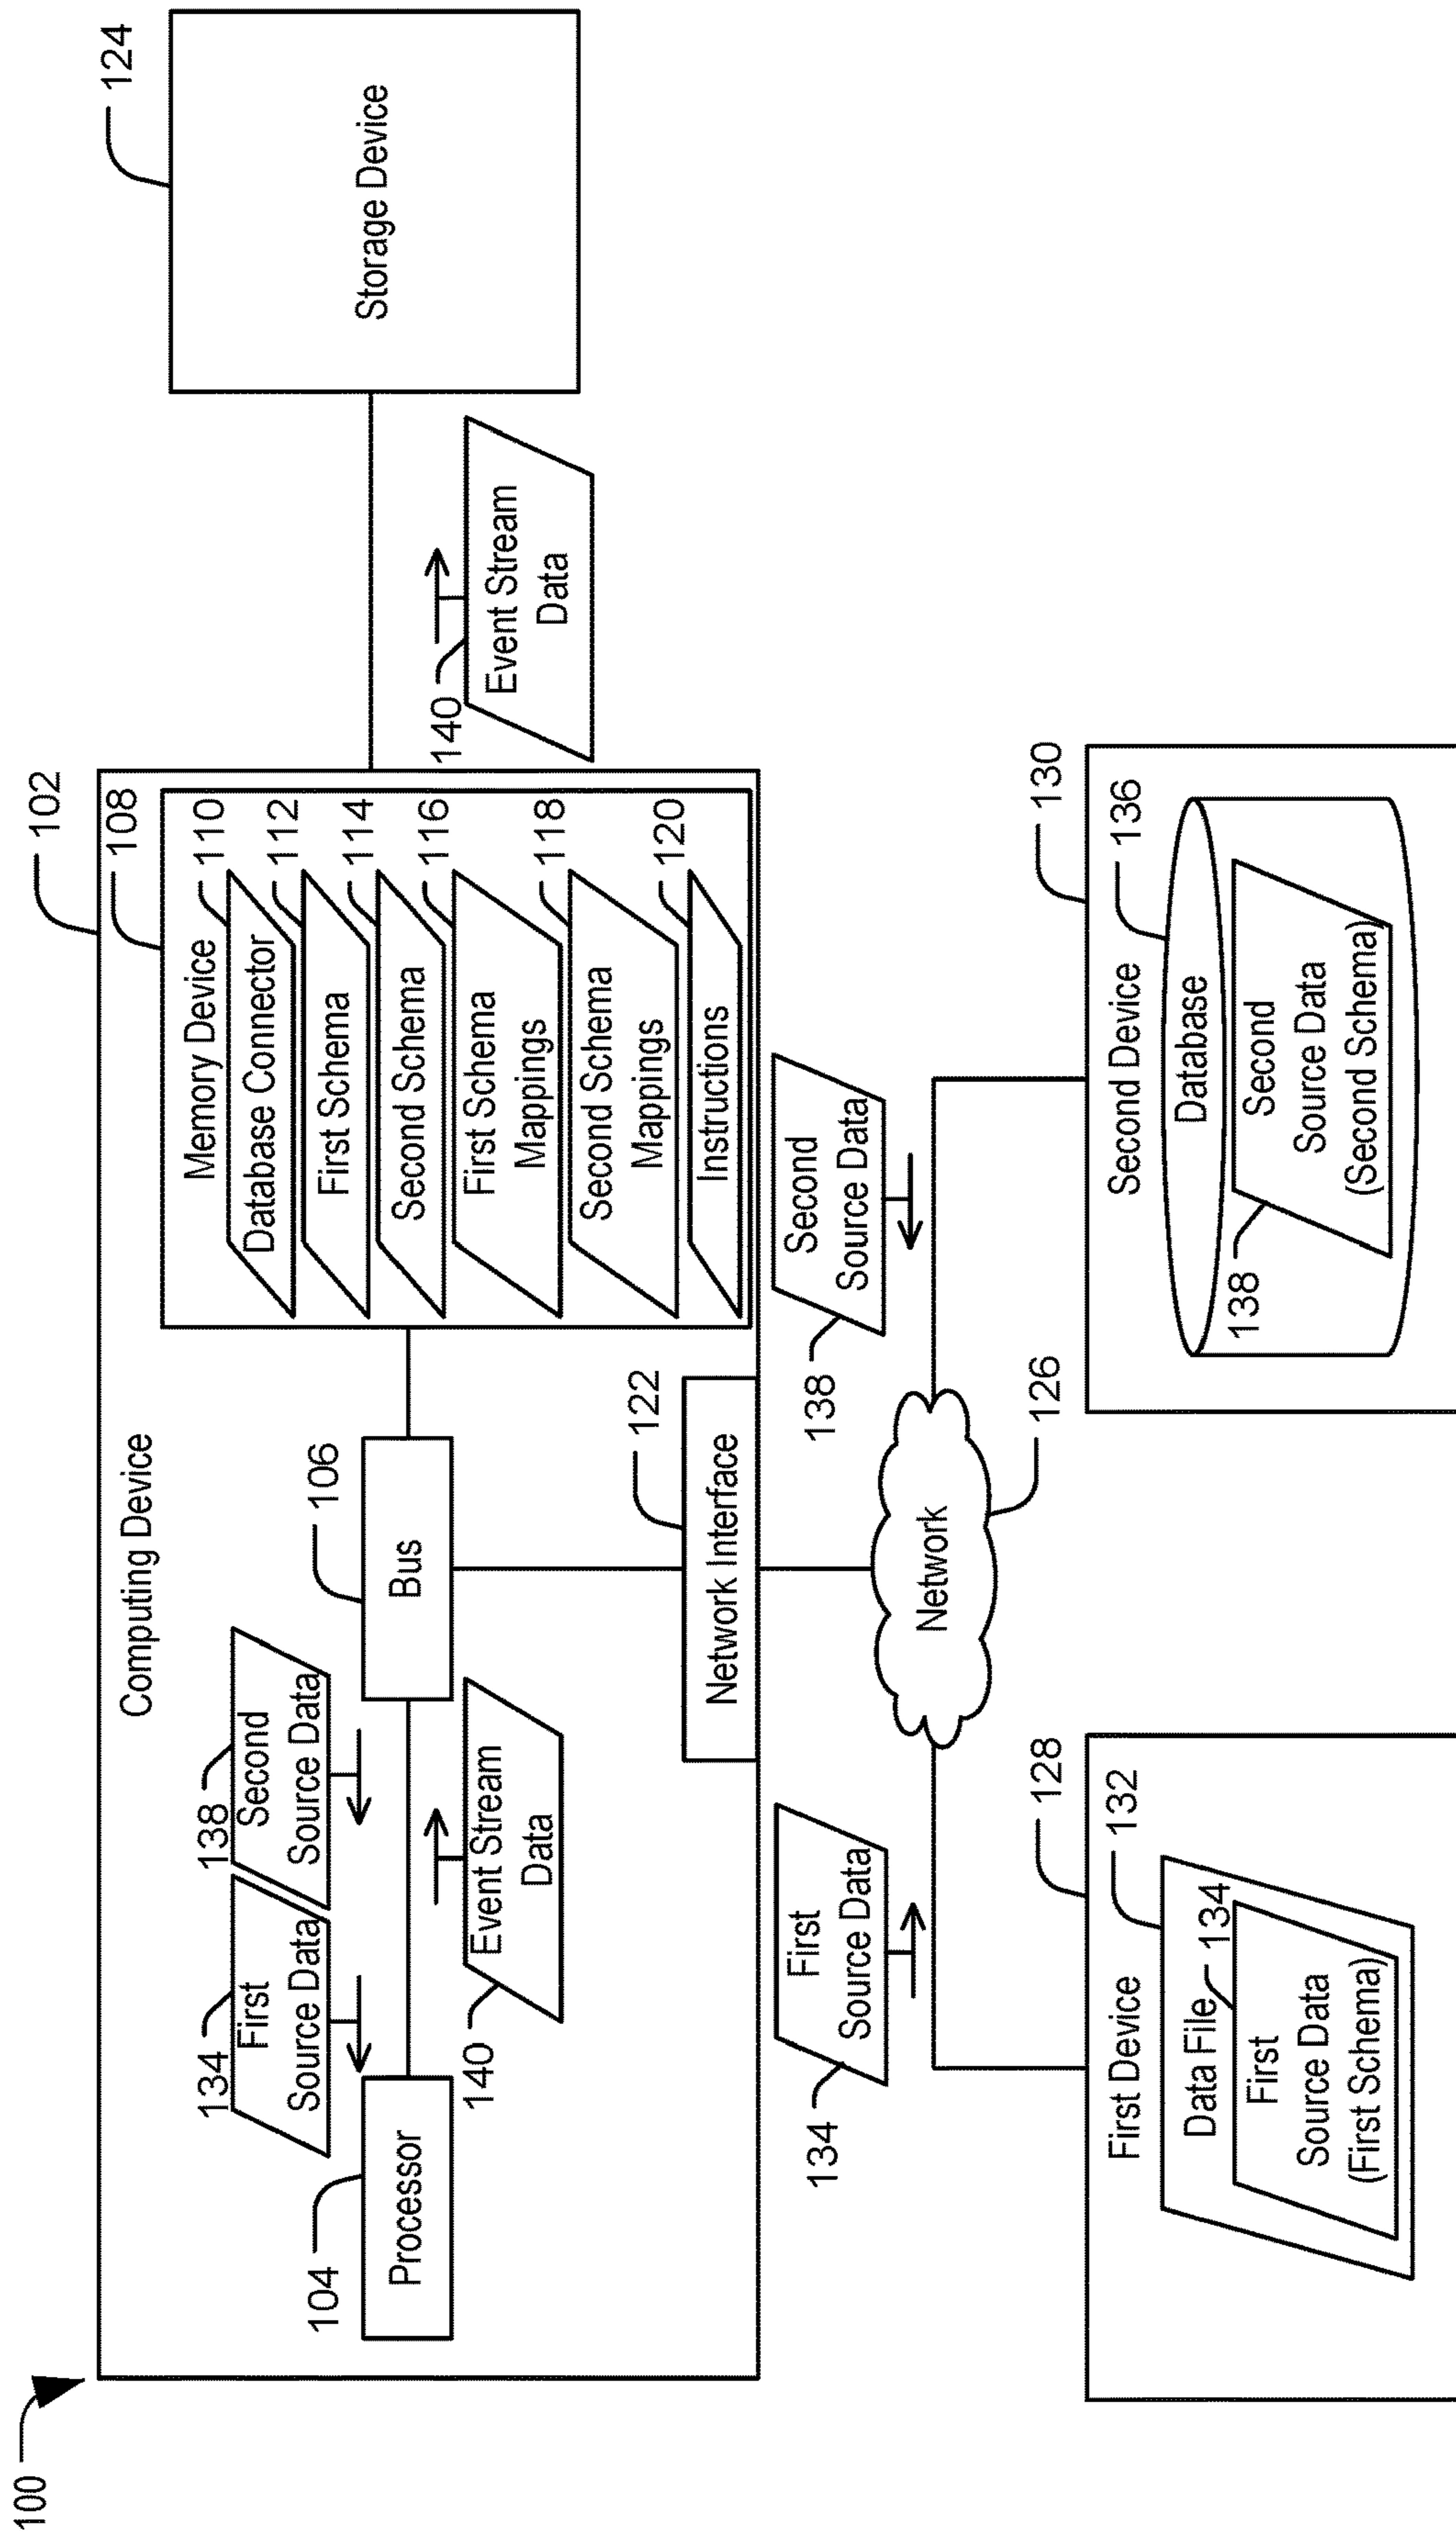 100
102
Computing Device
108
Memory Device
110
Database Connector
112
First Schema
114
Second Schema
116
First Schema
Mappings
118
Second Schema
Mappings
120
Instructions
134
First
Source Data
138
Second
Source Data
104
Processor
106
Bus
140
Event Stream
Data
122
Network Interface
124
Storage Device
140
Event Stream
Data
134
First
Source Data
Network
126
138
Second
Source Data
128
First Device
132
Data File
134
First
Source Data
(First Schema)
130
Second Device
136
Database
138
Second
Source Data
(Second Schema)